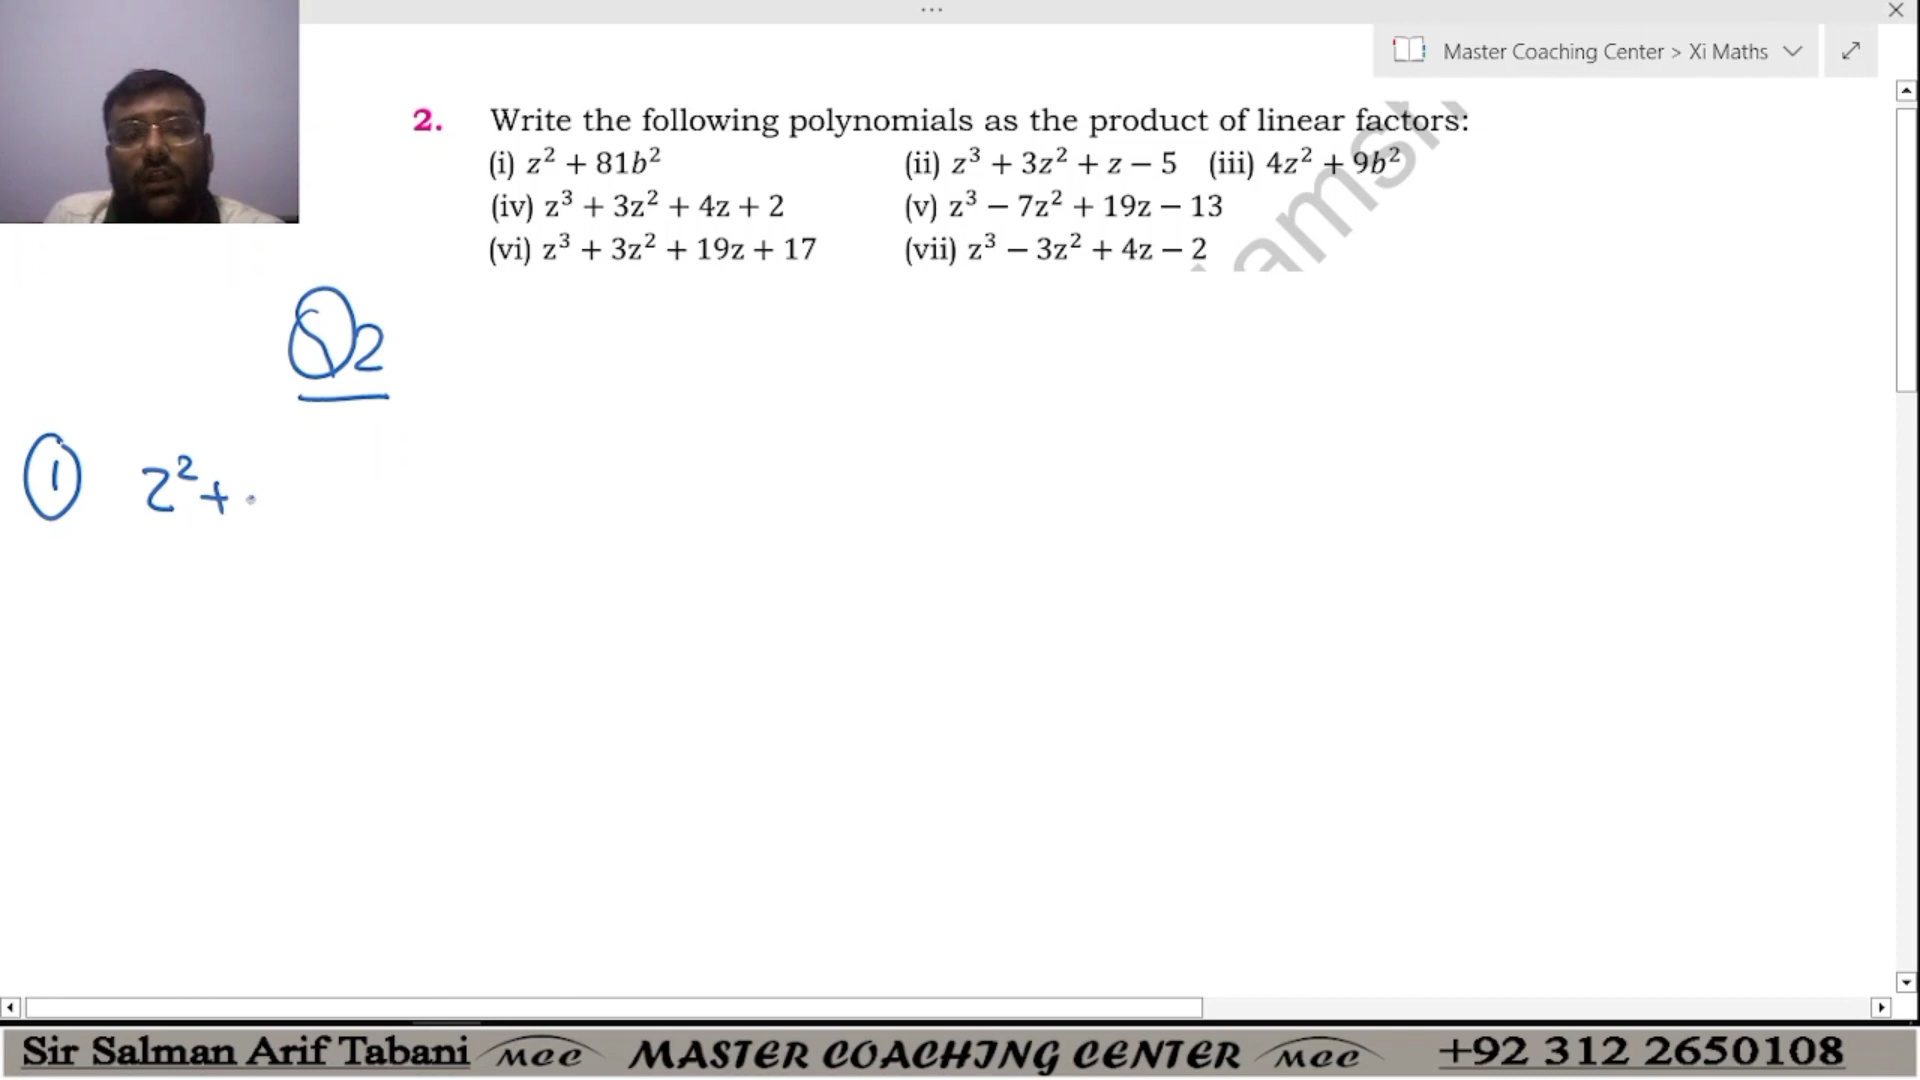 ...
Master Coaching Center > Xi Maths
2. Write the following polynomials as the product of linear factors:
(i) z² + 81b² (ii) z³ + 3z² + z − 5 (iii) 4z² + 9b²
(iv) z³ + 3z² + 4z + 2 (v) z³ − 7z² + 19z − 13
(vi) z³ + 3z² + 19z + 17 (vii) z³ − 3z² + 4z − 2
Q2
① z² +
Sir Salman Arif Tabani MCC MASTER COACHING CENTER MCC +92 312 2650108